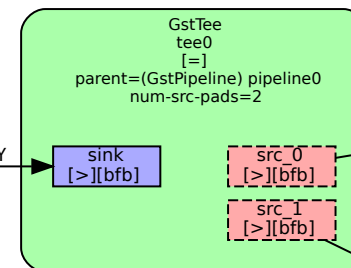 GstTee
tee0
[=]
parent=(GstPipeline) pipeline0
num-src-pads=2
Y
sink
[>][bfb]
src_0
[>][bfb]
src_1
[>][bfb]